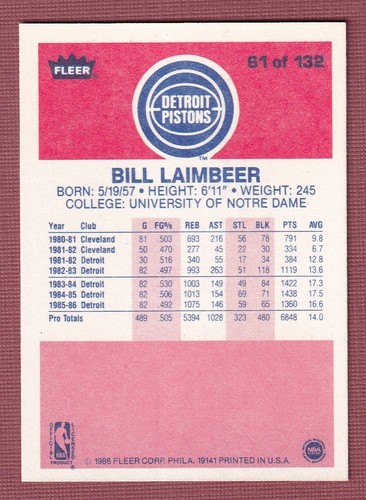 FLEER
61 of 132
DETROIT
PISTONS
TM
BILL LAIMBEER
BORN: 5/19/57 • HEIGHT: 6'11" • WEIGHT: 245
COLLEGE: UNIVERSITY OF NOTRE DAME
Year Club G FG% REB AST STL BLK PTS AVG
1980-81 Cleveland 81 .503 693 216 56 78 791 9.8
1981-82 Cleveland 50 .470 277 45 22 30 334 6.7
1981-82 Detroit 30 .516 340 55 17 34 384 12.8
1982-83 Detroit 82 .497 993 263 51 118 1119 13.6
1983-84 Detroit 82 .530 1003 149 49 84 1422 17.3
1984-85 Detroit 82 .506 1013 154 69 71 1438 17.5
1985-86 Detroit 82 .492 1075 146 59 65 1360 16.6
Pro Totals 489 .505 5394 1028 323 480 6848 14.0
OFFICIAL LICENSED
NBA
PRODUCT
NBA
© 1986 FLEER CORP. PHILA. 19141 PRINTED IN U.S.A.